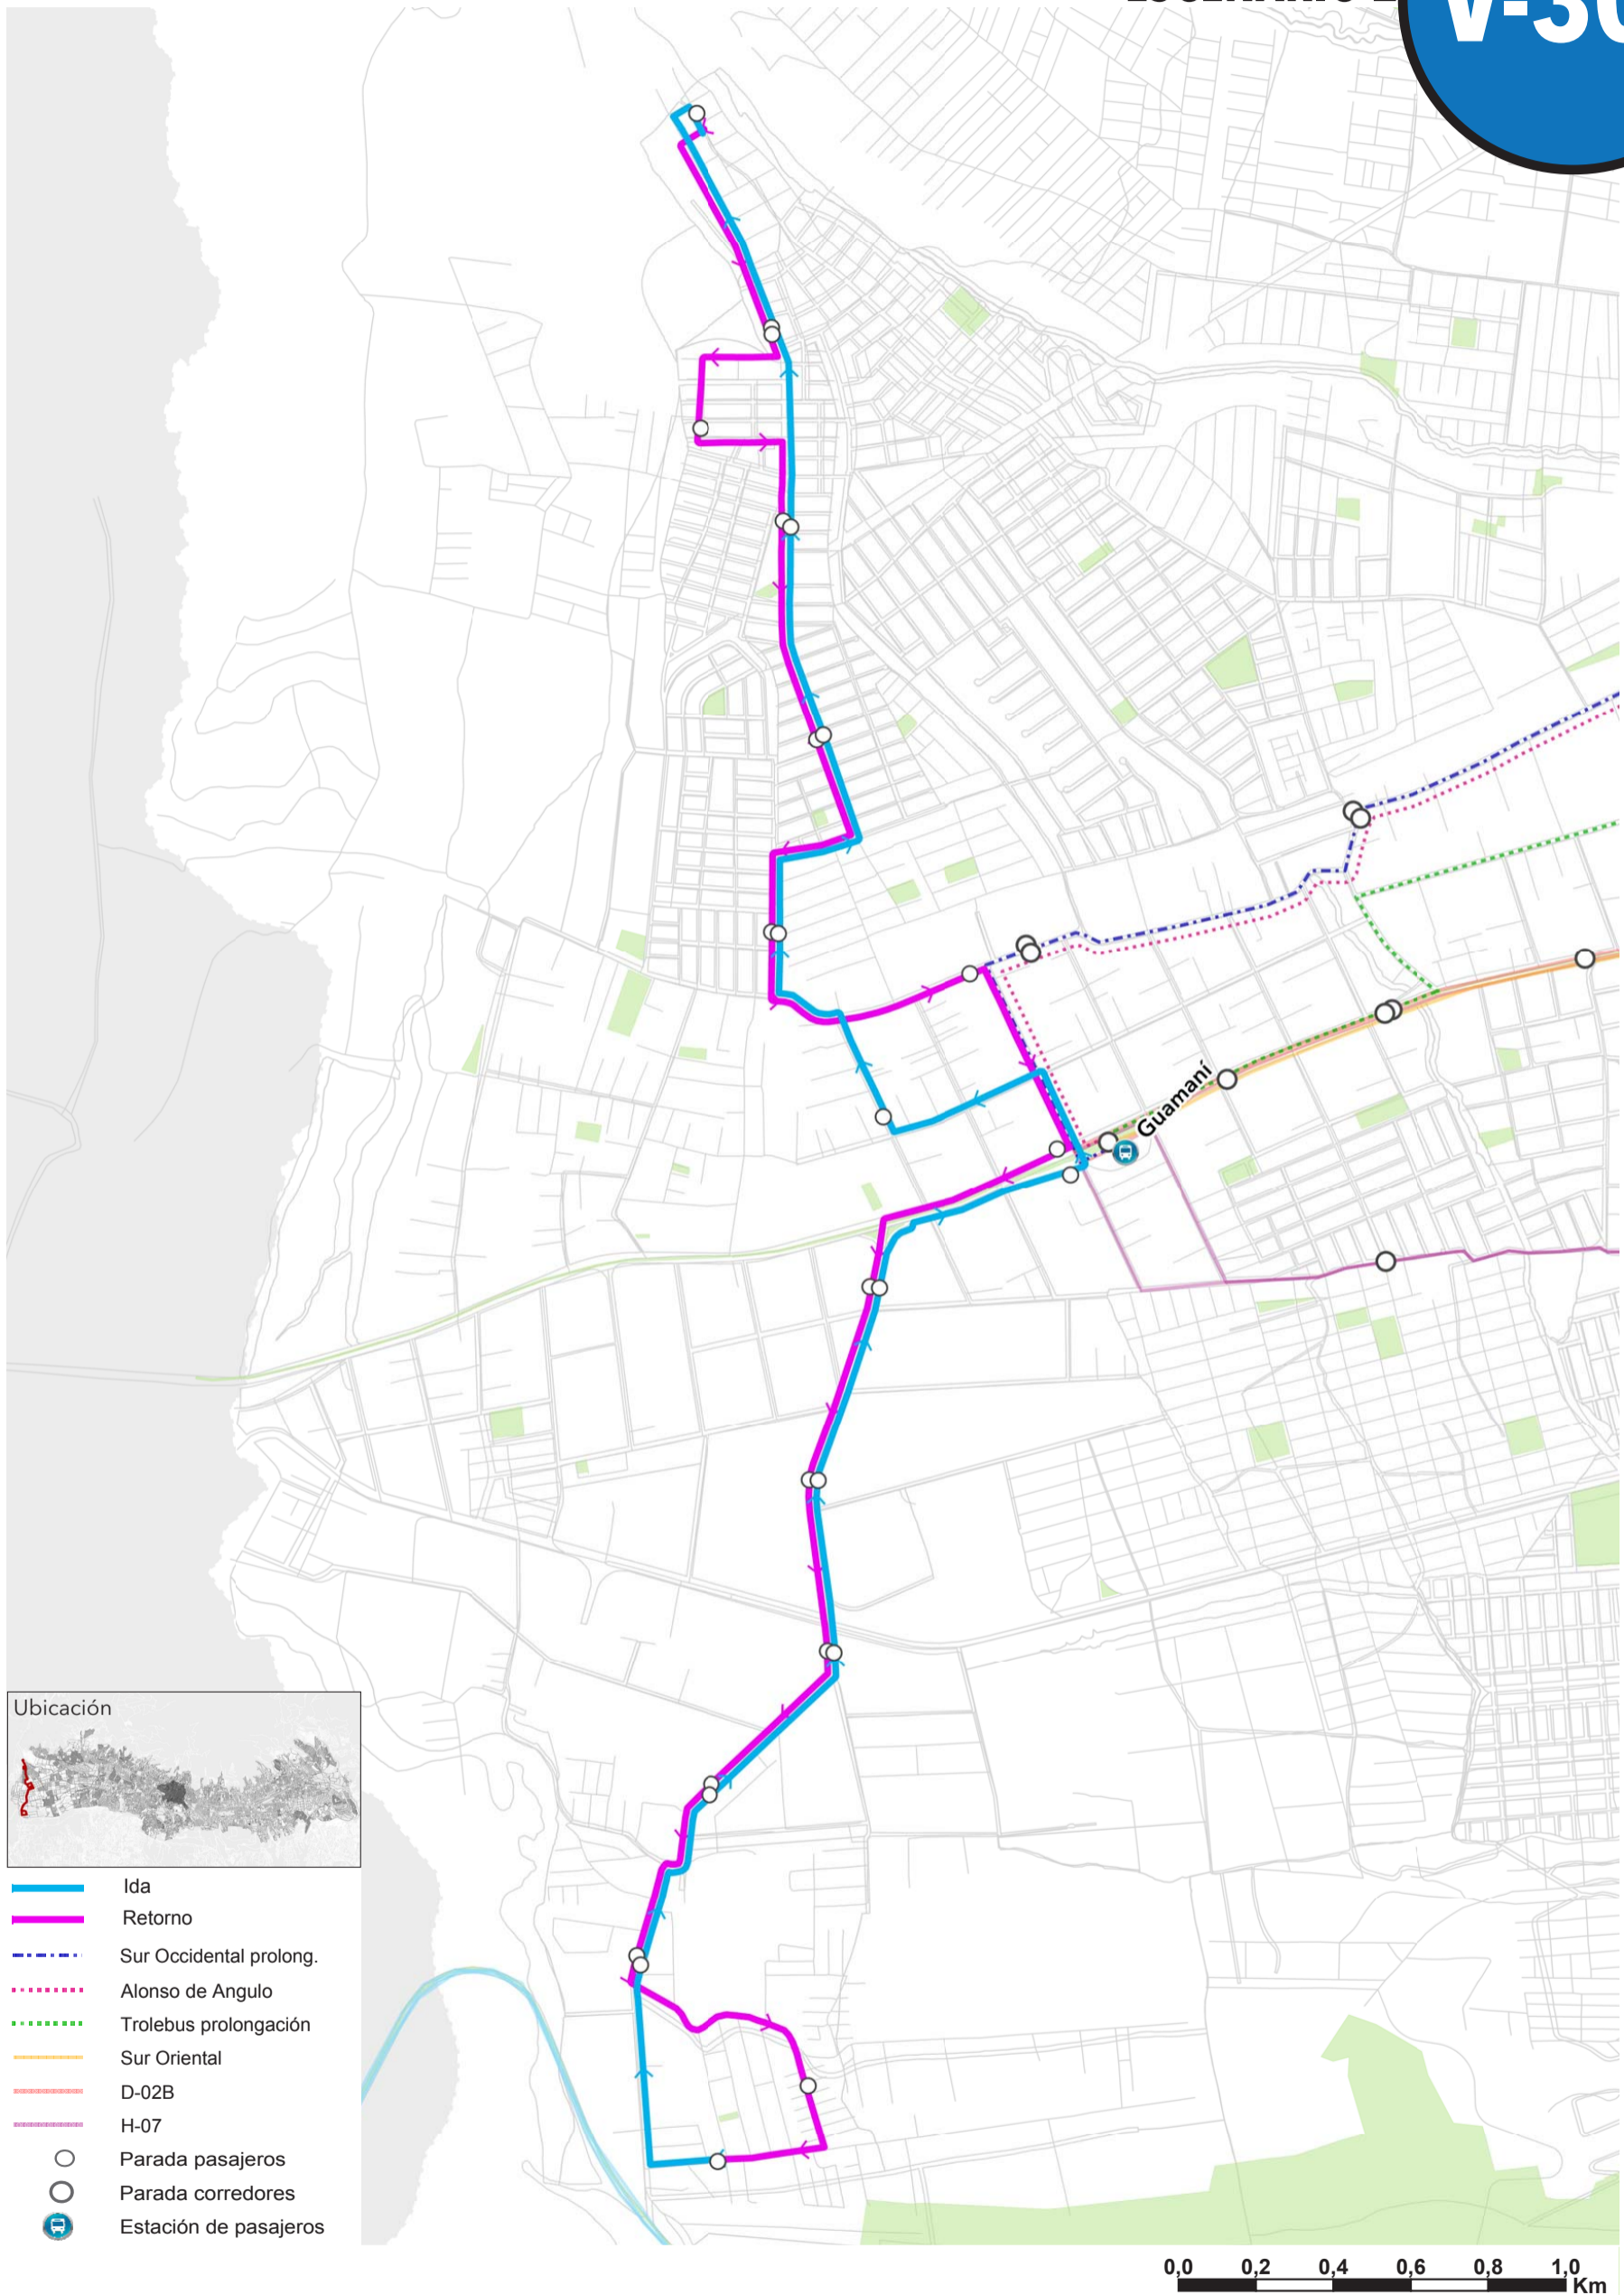 V-30
Guamaní
Ubicación
Ida
Retorno
Sur Occidental prolong.
Alonso de Angulo
Trolebus prolongación
Sur Oriental
D-02B
H-07
Parada pasajeros
Parada corredores
Estación de pasajeros
0,0 0,2 0,4 0,6 0,8 1,0
Km